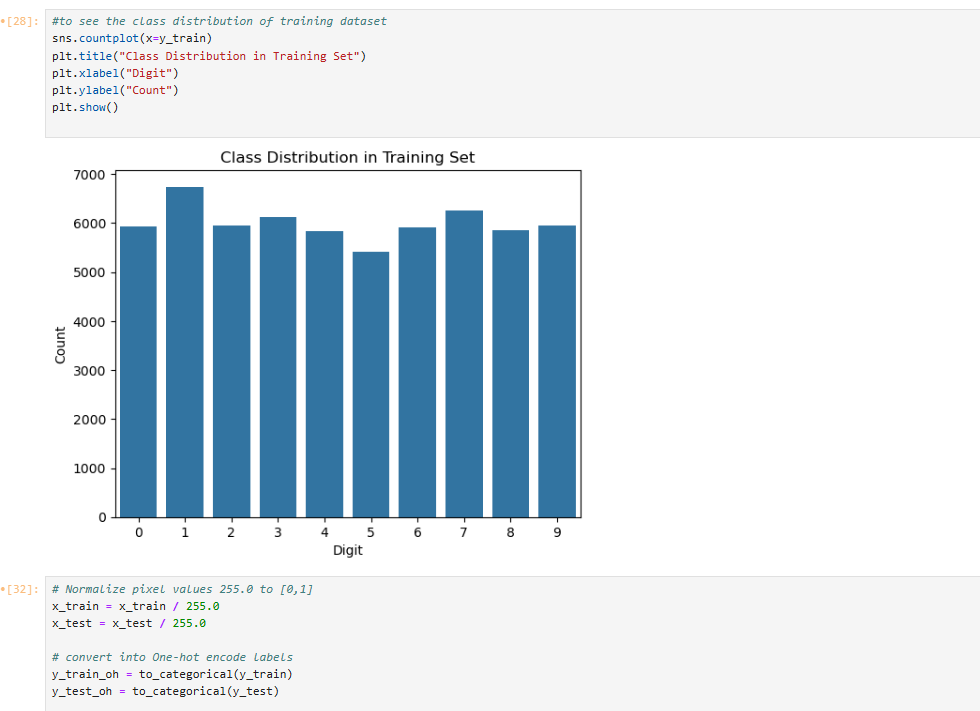 •[28]:
#to see the class distribution of training dataset
sns.countplot(x=y_train)
plt.title("Class Distribution in Training Set")
plt.xlabel("Digit")
plt.ylabel("Count")
plt.show()
Class Distribution in Training Set
7000
6000
5000
4000
3000
2000
1000
0
Count
0 1 2 3 4 5 6 7 8 9
Digit
•[32]:
# Normalize pixel values 255.0 to [0,1]
x_train = x_train / 255.0
x_test = x_test / 255.0
# convert into One-hot encode labels
y_train_oh = to_categorical(y_train)
y_test_oh = to_categorical(y_test)